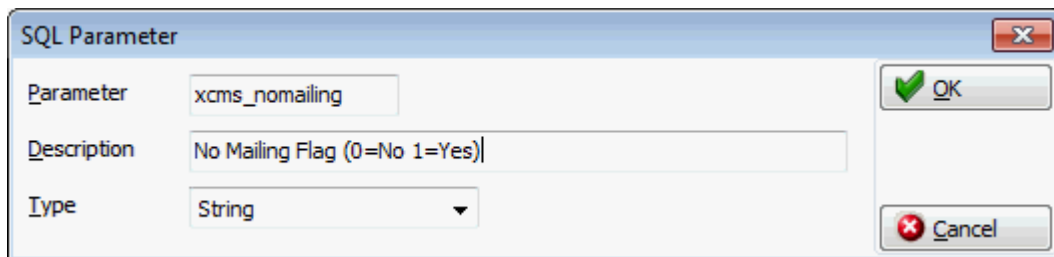 SQL Parameter
Parameter xcms_nomailing
OK
Description No Mailing Flag (0=No 1=Yes)
Type String
Cancel